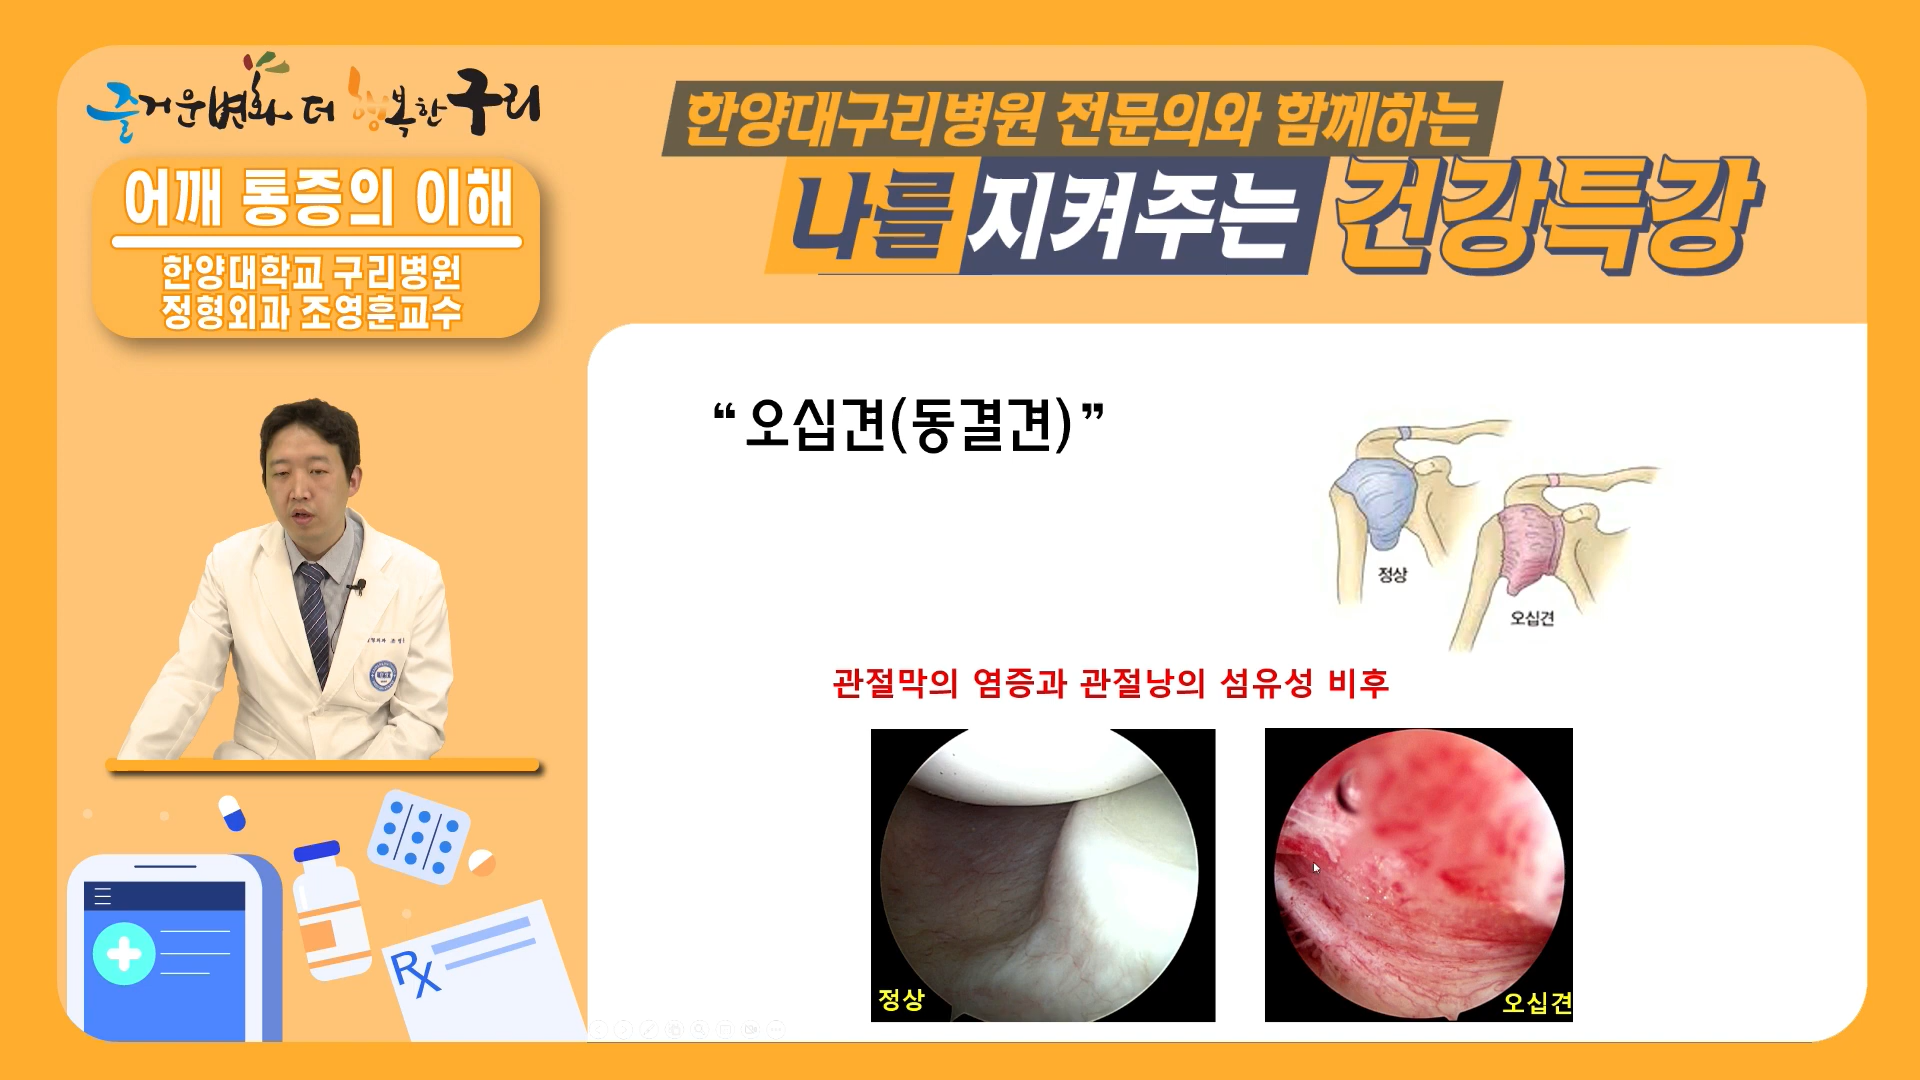 즐거운변화 더 행복한구리
어깨 통증의 이해
한양대학교 구리병원
정형외과 조영훈교수
한양대구리병원 전문의와 함께하는
나를 지켜주는 건강특강
“오십견(동결견)”
정상
오십견
관절막의 염증과 관절낭의 섬유성 비후
정상
오십견
Rx